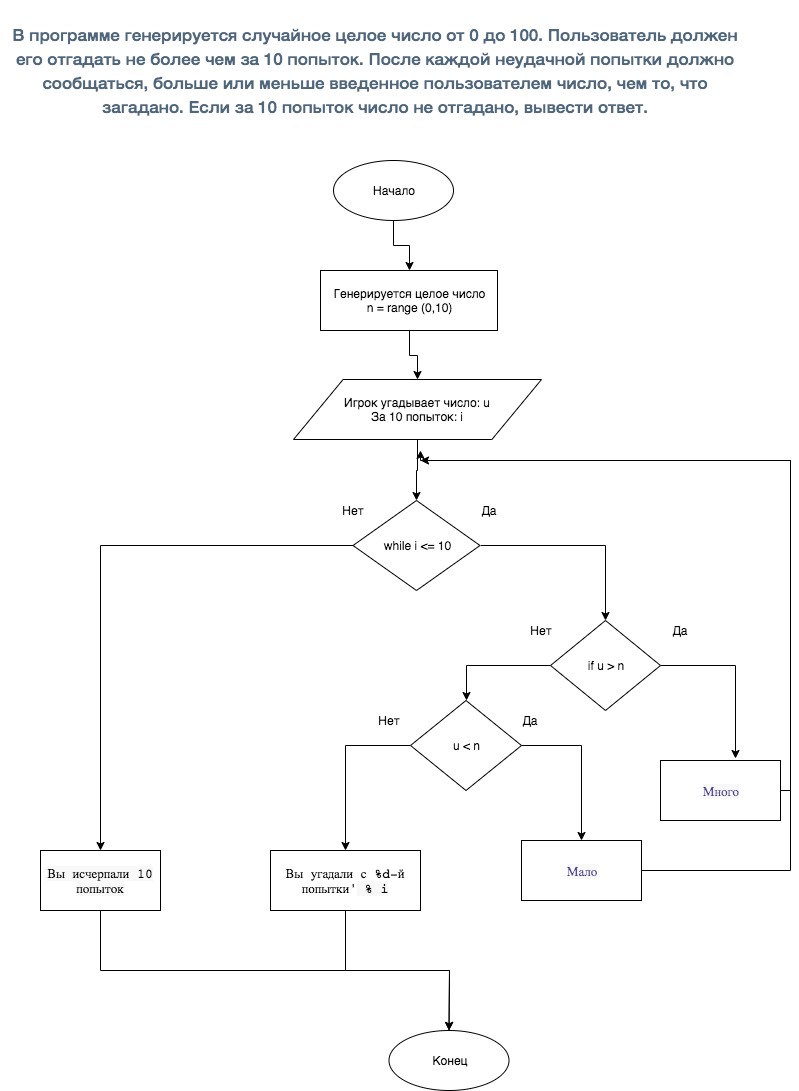 В программе генерируется случайное целое число от 0 до 100. Пользователь должен
его отгадать не более чем за 10 попыток. После каждой неудачной попытки должно
сообщаться, больше или меньше введенное пользователем число, чем то, что
загадано. Если за 10 попыток число не отгадано, вывести ответ.
Начало
Генерируется целое число
n = range (0,10)
Игрок угадывает число: u
За 10 попыток: i
Нет
Да
while i <= 10
Нет
Да
if u > n
Нет
Да
u < n
Много
Вы исчерпали 10
попыток
Вы угадали с %d-й
попытки' % i
Мало
Конец